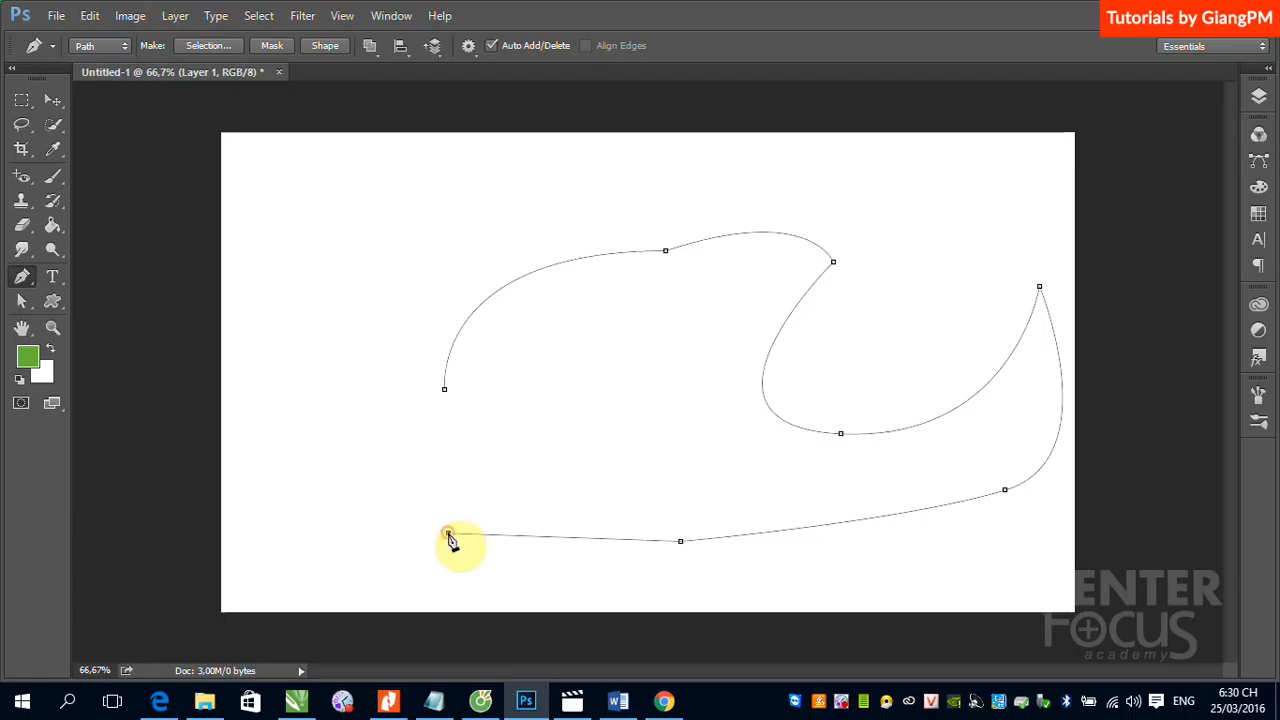 Ps File Edit Image Layer Type Select Filter View Window Help
Tutorials by GiangPM
Path Make: Selection... Mask Shape Auto Add/Delete Align Edges Essentials
Untitled-1 @ 66,7% (Layer 1, RGB/8) * ×
ENTER
FOCUS
academy
66,67% Doc: 3,00M/0 bytes
ENG 6:30 CH
25/03/2016